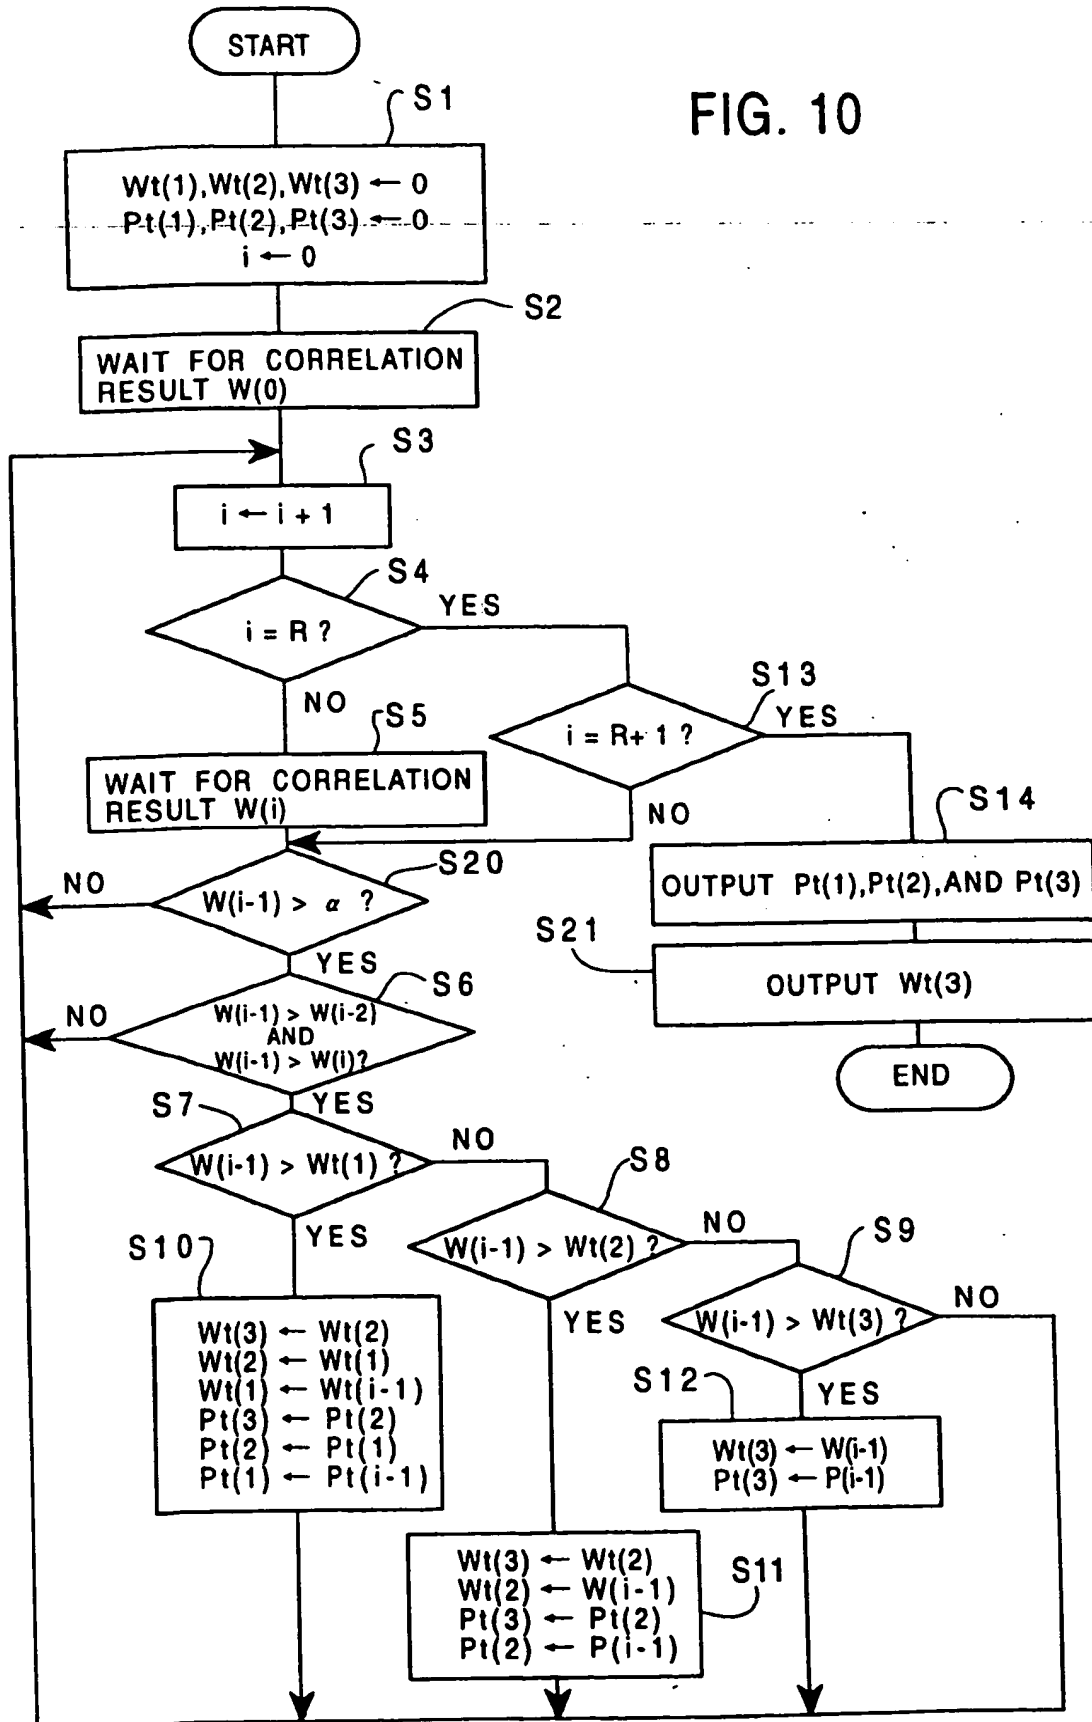 START
FIG. 10
S1
Wt(1),Wt(2),Wt(3) ← 0
Pt(1),Pt(2),Pt(3) ← 0
i ← 0
S2
WAIT FOR CORRELATION
RESULT W(0)
S3
i ← i + 1
S4
i = R ?
YES
NO
S13
i = R+ 1 ?
YES
NO
S5
WAIT FOR CORRELATION
RESULT W(i)
S14
OUTPUT Pt(1),Pt(2),AND Pt(3)
S20
W(i-1) > α ?
NO
YES
S21
OUTPUT Wt(3)
END
S6
W(i-1) > W(i-2)
AND
W(i-1) > W(i)?
NO
YES
S7
W(i-1) > Wt(1) ?
NO
YES
S8
W(i-1) > Wt(2) ?
NO
YES
S9
W(i-1) > Wt(3) ?
NO
YES
S10
Wt(3) ← Wt(2)
Wt(2) ← Wt(1)
Wt(1) ← Wt(i-1)
Pt(3) ← Pt(2)
Pt(2) ← Pt(1)
Pt(1) ← Pt(i-1)
S12
Wt(3) ← W(i-1)
Pt(3) ← P(i-1)
S11
Wt(3) ← Wt(2)
Wt(2) ← W(i-1)
Pt(3) ← Pt(2)
Pt(2) ← P(i-1)